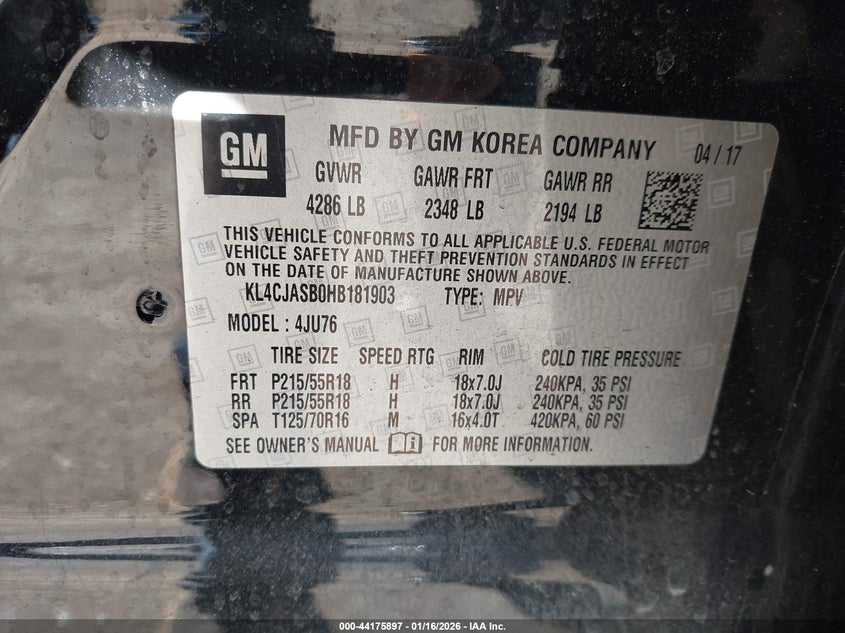 GM
MFD BY GM KOREA COMPANY 04 / 17
GVWR GAWR FRT GAWR RR
4286 LB 2348 LB 2194 LB
THIS VEHICLE CONFORMS TO ALL APPLICABLE U.S. FEDERAL MOTOR
VEHICLE SAFETY AND THEFT PREVENTION STANDARDS IN EFFECT
ON THE DATE OF MANUFACTURE SHOWN ABOVE.
KL4CJASB0HB181903 TYPE: MPV
MODEL : 4JU76
TIRE SIZE SPEED RTG RIM COLD TIRE PRESSURE
FRT P215/55R18 H 18x7.0J 240KPA, 35 PSI
RR P215/55R18 H 18x7.0J 240KPA, 35 PSI
SPA T125/70R16 M 16x4.0T 420KPA, 60 PSI
SEE OWNER'S MANUAL FOR MORE INFORMATION.
000-44175897 - 01/16/2026 - IAA Inc.